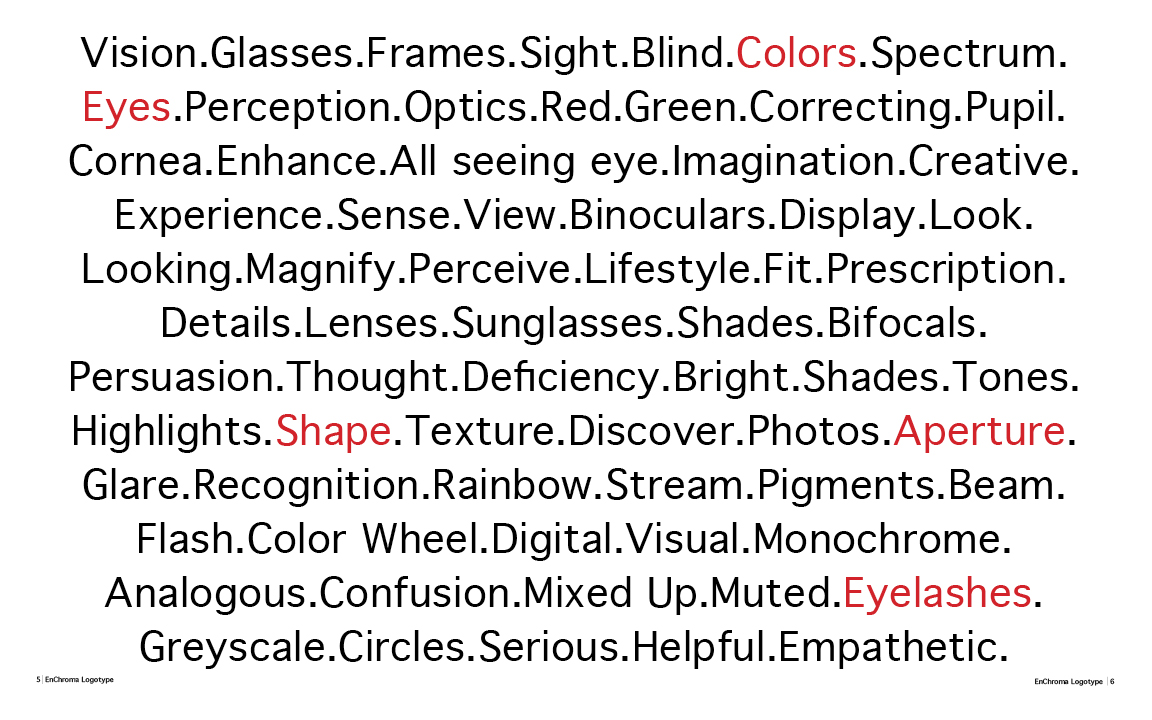 Vision.Glasses.Frames.Sight.Blind.Colors.Spectrum.
Eyes.Perception.Optics.Red.Green.Correcting.Pupil.
Cornea.Enhance.All seeing eye.Imagination.Creative.
Experience.Sense.View.Binoculars.Display.Look.
Looking.Magnify.Perceive.Lifestyle.Fit.Prescription.
Details.Lenses.Sunglasses.Shades.Bifocals.
Persuasion.Thought.Deficiency.Bright.Shades.Tones.
Highlights.Shape.Texture.Discover.Photos.Aperture.
Glare.Recognition.Rainbow.Stream.Pigments.Beam.
Flash.Color Wheel.Digital.Visual.Monochrome.
Analogous.Confusion.Mixed Up.Muted.Eyelashes.
Greyscale.Circles.Serious.Helpful.Empathetic.
5 | EnChroma Logotype
EnChroma Logotype | 6